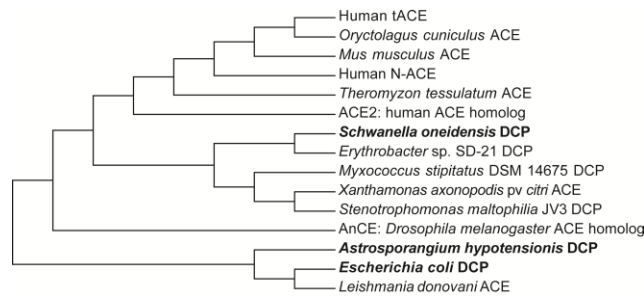 Human tACE
Oryctolagus cuniculus ACE
Mus musculus ACE
Human N-ACE
Theromyzon tessulatum ACE
ACE2: human ACE homolog
Schwanella oneidensis DCP
Erythrobacter sp. SD-21 DCP
Myxococcus stipitatus DSM 14675 DCP
Xanthamonas axonopodis pv citri ACE
Stenotrophomonas maltophilia JV3 DCP
AnCE: Drosophila melanogaster ACE homolog
Astrosporangium hypotensionis DCP
Escherichia coli DCP
Leishmania donovani ACE